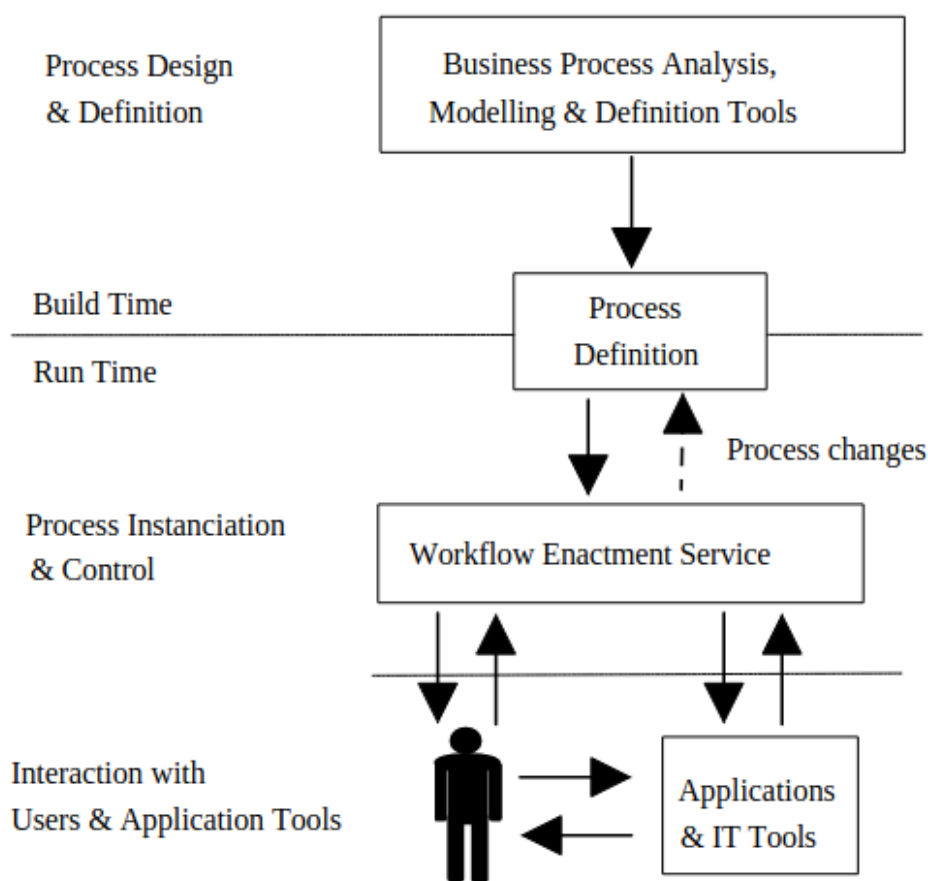 Process Design
& Definition
Business Process Analysis,
Modelling & Definition Tools
Build Time
Process
Definition
Run Time
Process changes
Process Instanciation
& Control
Workflow Enactment Service
Interaction with
Users & Application Tools
Applications
& IT Tools